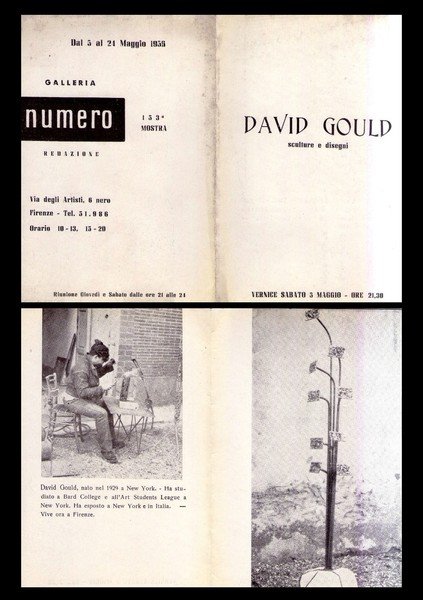 Dal 5 al 21 Maggio 1956
GALLERIA
numero
REDAZIONE
133ª
MOSTRA
Via degli Artisti, 6 nero
Firenze - Tel. 51.986
Orario 10-13, 15-20
Riunione Giovedì e Sabato dalle ore 21 alle 24
DAVID GOULD
sculture e disegni
VERNICE SABATO 5 MAGGIO - ORE 21,30
David Gould, nato nel 1929 a New York. - Ha stu-
diato a Bard College e all'Art Students League a
New York. Ha esposto a New York e in Italia. —
Vive ora a Firenze.